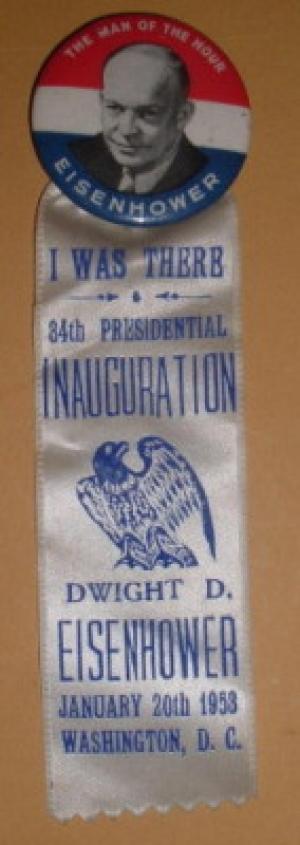 THE MAN OF THE HOUR
EISENHOWER
I WAS THERE
34th PRESIDENTIAL
INAUGURATION
DWIGHT D.
EISENHOWER
JANUARY 20th 1953
WASHINGTON, D. C.